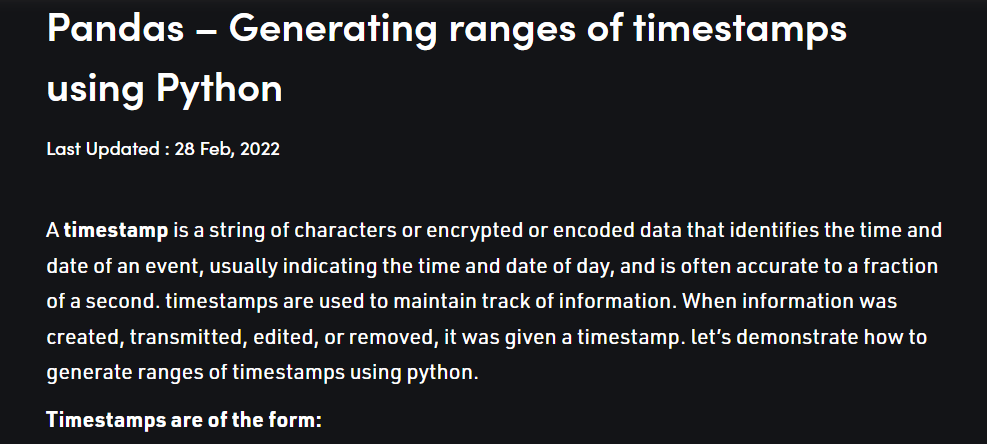 Pandas – Generating ranges of timestamps
using Python
Last Updated : 28 Feb, 2022
A timestamp is a string of characters or encrypted or encoded data that identifies the time and
date of an event, usually indicating the time and date of day, and is often accurate to a fraction
of a second. timestamps are used to maintain track of information. When information was
created, transmitted, edited, or removed, it was given a timestamp. let’s demonstrate how to
generate ranges of timestamps using python.
Timestamps are of the form: